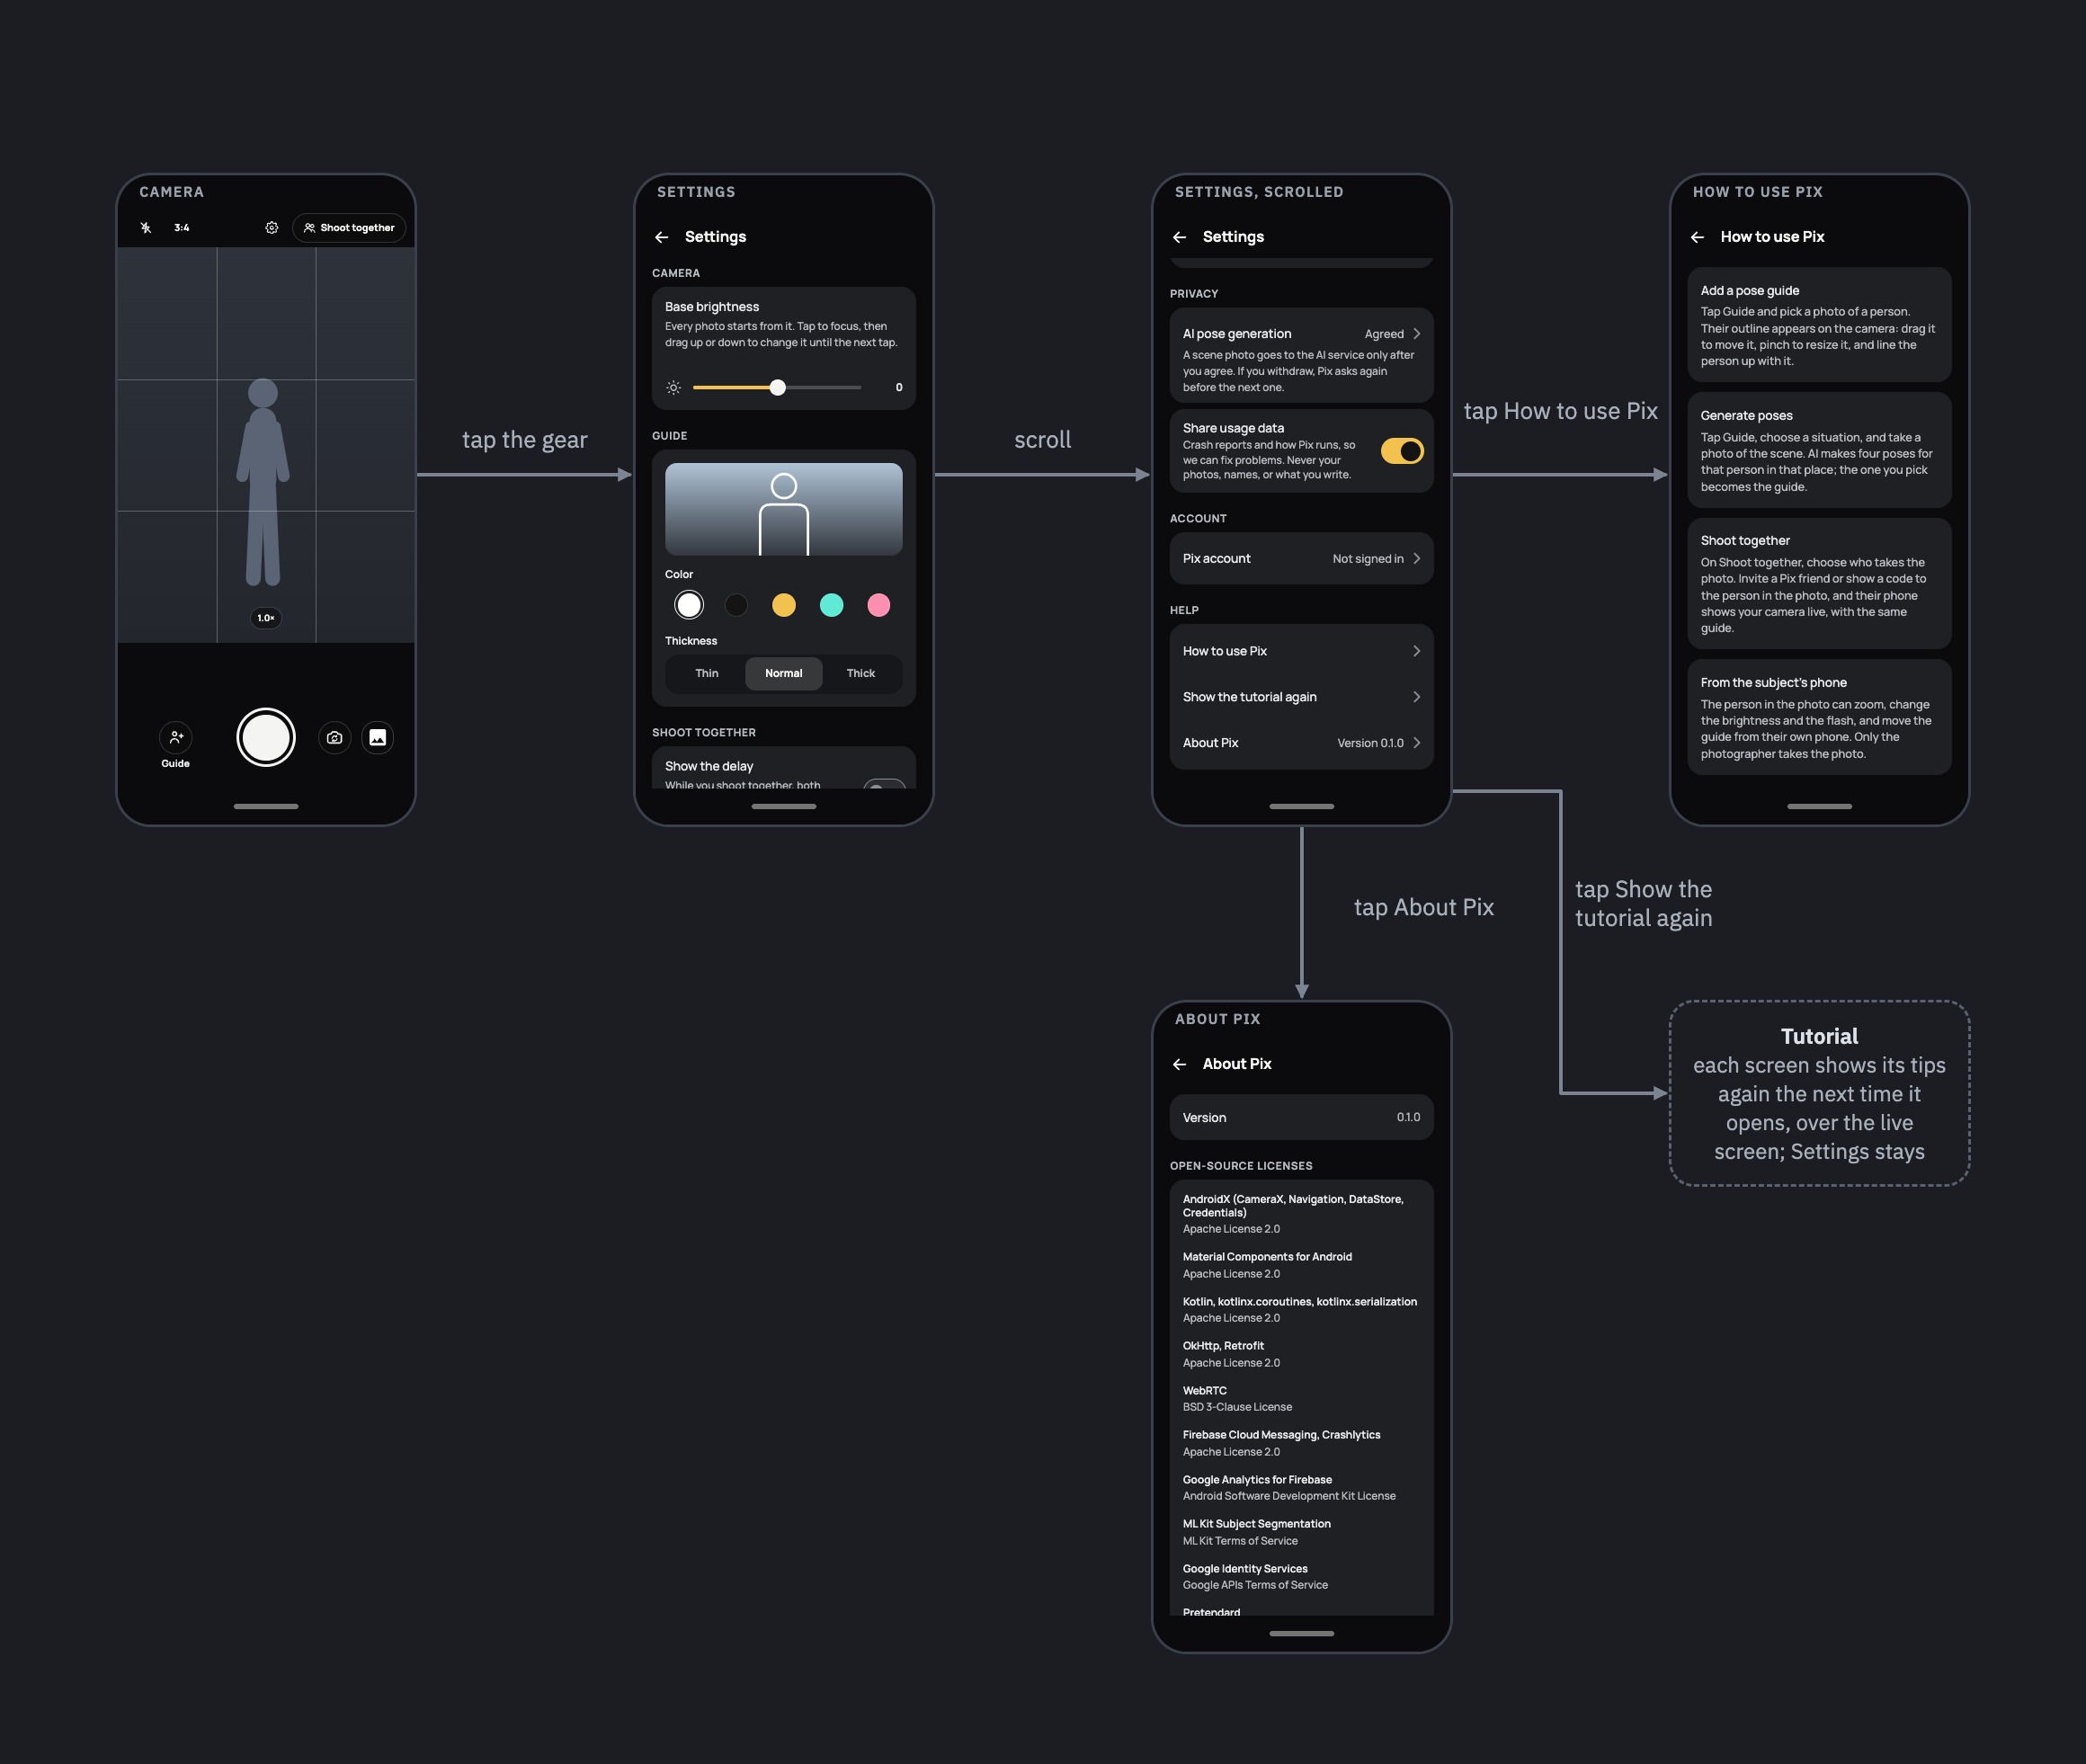 CAMERA
3:4
Shoot together
1.0×
Guide
tap the gear
SETTINGS
Settings
CAMERA
Base brightness
Every photo starts from it. Tap to focus, then
drag up or down to change it until the next tap.
0
GUIDE
Color
Thickness
Thin
Normal
Thick
SHOOT TOGETHER
Show the delay
While you shoot together, both
scroll
SETTINGS, SCROLLED
Settings
PRIVACY
AI pose generation
Agreed
A scene photo goes to the AI service only after
you agree. If you withdraw, Pix asks again
before the next one.
Share usage data
Crash reports and how Pix runs, so
we can fix problems. Never your
photos, names, or what you write.
ACCOUNT
Pix account
Not signed in
HELP
How to use Pix
Show the tutorial again
About Pix
Version 0.1.0
tap How to use Pix
HOW TO USE PIX
How to use Pix
Add a pose guide
Tap Guide and pick a photo of a person.
Their outline appears on the camera: drag it
to move it, pinch to resize it, and line the
person up with it.
Generate poses
Tap Guide, choose a situation, and take a
photo of the scene. AI makes four poses for
that person in that place; the one you pick
becomes the guide.
Shoot together
On Shoot together, choose who takes the
photo. Invite a Pix friend or show a code to
the person in the photo, and their phone
shows your camera live, with the same
guide.
From the subject's phone
The person in the photo can zoom, change
the brightness and the flash, and move the
guide from their own phone. Only the
photographer takes the photo.
tap About Pix
tap Show the
tutorial again
ABOUT PIX
About Pix
Version
0.1.0
OPEN-SOURCE LICENSES
AndroidX (CameraX, Navigation, DataStore,
Credentials)
Apache License 2.0
Material Components for Android
Apache License 2.0
Kotlin, kotlinx.coroutines, kotlinx.serialization
Apache License 2.0
OkHttp, Retrofit
Apache License 2.0
WebRTC
BSD 3-Clause License
Firebase Cloud Messaging, Crashlytics
Apache License 2.0
Google Analytics for Firebase
Android Software Development Kit License
ML Kit Subject Segmentation
ML Kit Terms of Service
Google Identity Services
Google APIs Terms of Service
Pretendard
Tutorial
each screen shows its tips
again the next time it
opens, over the live
screen; Settings stays